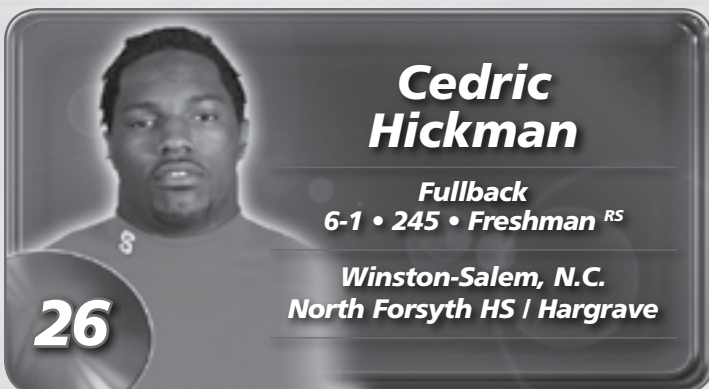 Cedric
Hickman
Fullback
6-1 • 245 • Freshman RS
Winston-Salem, N.C.
North Forsyth HS / Hargrave
26